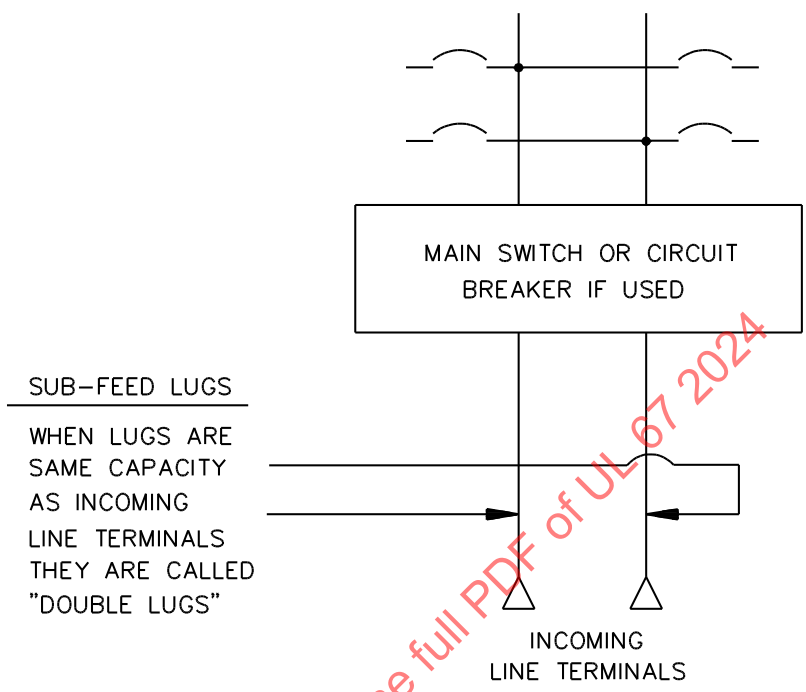 MAIN SWITCH OR CIRCUIT
BREAKER IF USED
SUB-FEED LUGS
WHEN LUGS ARE
SAME CAPACITY
AS INCOMING
LINE TERMINALS
THEY ARE CALLED
"DOUBLE LUGS"
INCOMING
LINE TERMINALS
full PDF of UL 67 2024